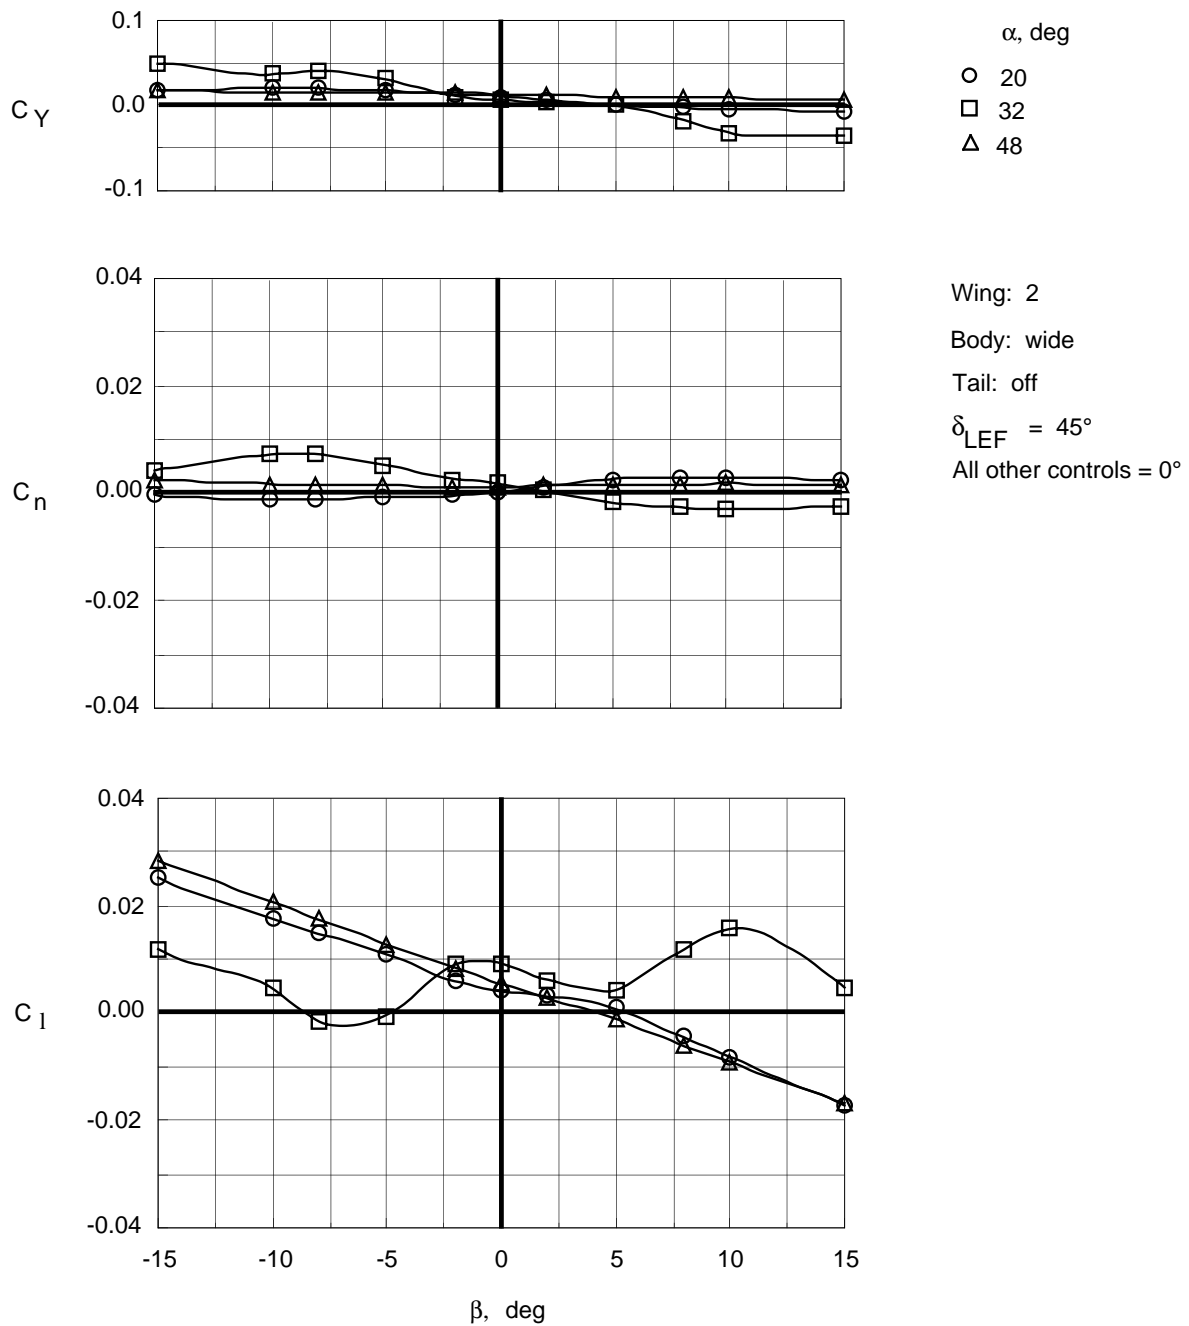 0.1
0.0
-0.1
C Y
α, deg
20
32
48
0.04
0.02
0.00
-0.02
-0.04
C n
Wing: 2
Body: wide
Tail: off
δLEF = 45°
All other controls = 0°
0.04
0.02
0.00
-0.02
-0.04
C l
-15 -10 -5 0 5 10 15
β, deg